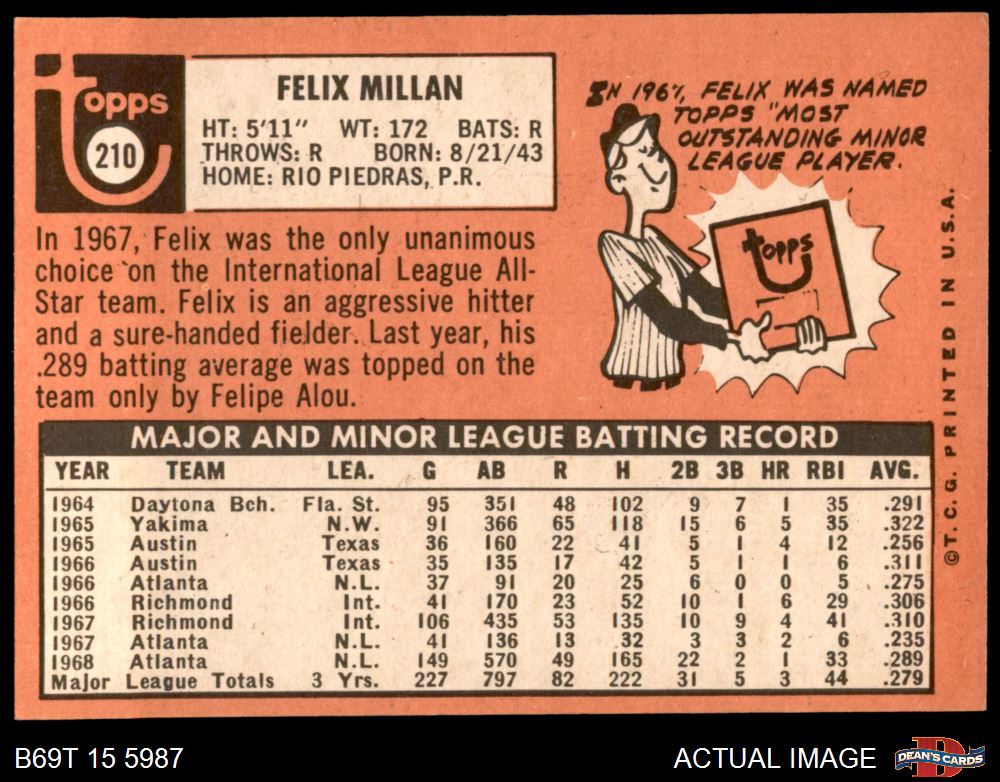 topps
210
FELIX MILLAN
HT: 5'11" WT: 172 BATS: R
THROWS: R BORN: 8/21/43
HOME: RIO PIEDRAS, P.R.
IN 1967, FELIX WAS NAMED
TOPPS "MOST
OUTSTANDING MINOR
LEAGUE PLAYER.
topps
In 1967, Felix was the only unanimous
choice on the International League All-
Star team. Felix is an aggressive hitter
and a sure-handed fielder. Last year, his
.289 batting average was topped on the
team only by Felipe Alou.
MAJOR AND MINOR LEAGUE BATTING RECORD
YEAR TEAM LEA. G AB R H 2B 3B HR RBI AVG.
1964 Daytona Bch. Fla. St. 95 351 48 102 9 7 1 35 .291
1965 Yakima N.W. 91 366 65 118 15 6 5 35 .322
1965 Austin Texas 36 160 22 41 5 1 4 12 .256
1966 Austin Texas 35 135 17 42 5 1 1 6 .311
1966 Atlanta N.L. 37 91 20 25 6 0 0 5 .275
1966 Richmond Int. 41 170 23 52 10 1 6 29 .306
1967 Richmond Int. 106 435 53 135 10 9 4 41 .310
1967 Atlanta N.L. 41 136 13 32 3 3 2 6 .235
1968 Atlanta N.L. 149 570 49 165 22 2 1 33 .289
Major League Totals 3 Yrs. 227 797 82 222 31 5 3 44 .279
©T.C.G. PRINTED IN U.S.A.
B69T 15 5987
ACTUAL IMAGE
D
DEAN'S CARDS